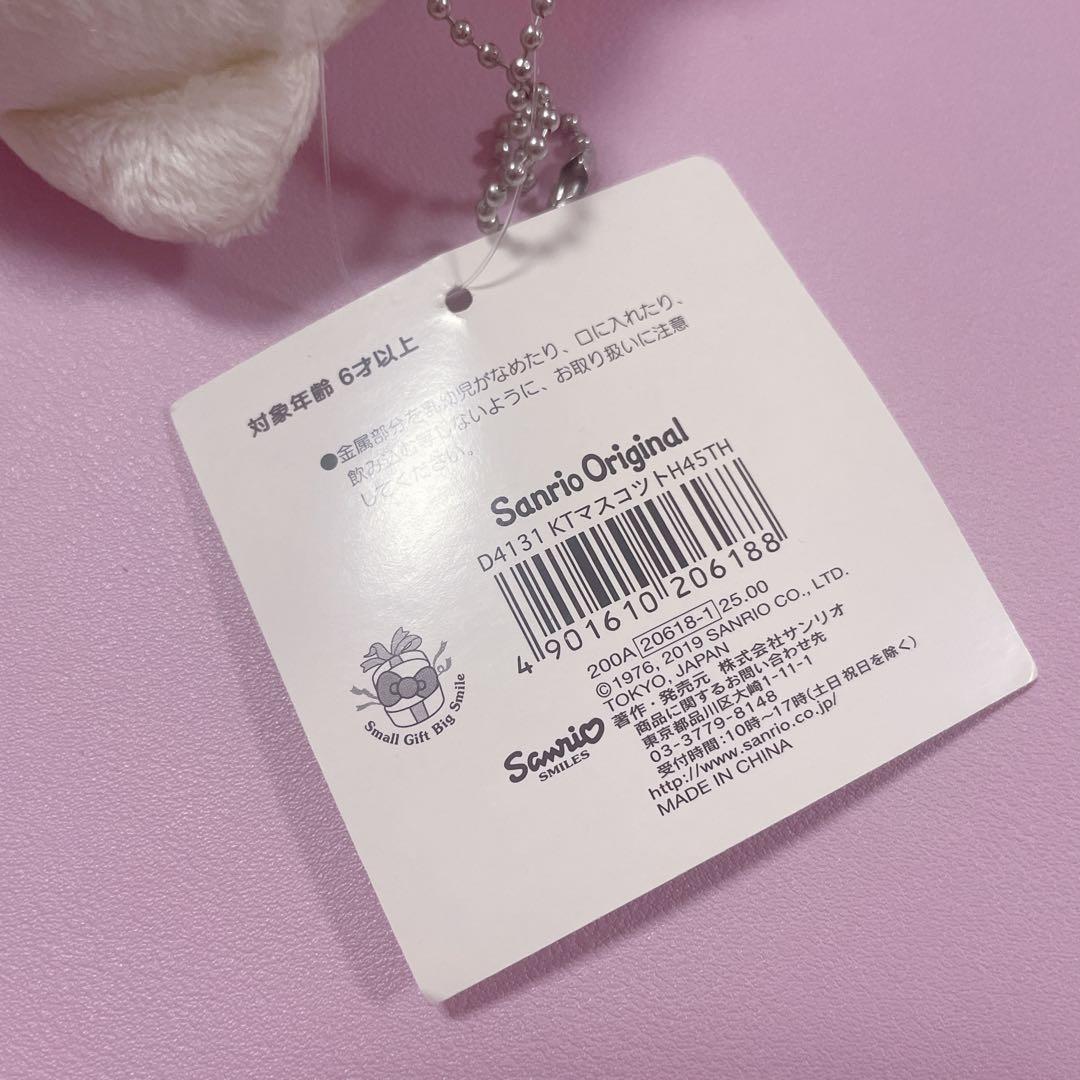 対象年齢 6才以上
●金属部分を乳幼児がなめたり、口に入れたり、
飲み込む事しないように、お取り扱いに注意
してください。
Sanrio Original
D4131 KTマスコットH45TH
4 901610 206188
200A 20618-1 25.00
©1976, 2019 SANRIO CO., LTD.
TOKYO, JAPAN
著作・発売元 株式会社サンリオ
商品に関するお問い合わせ先
東京都品川区大崎1-11-1
03-3779-8148
受付時間:10時~17時(土日祝日を除く)
http://www.sanrio.co.jp/
MADE IN CHINA
Small Gift Big Smile
Sanrio
SMILES